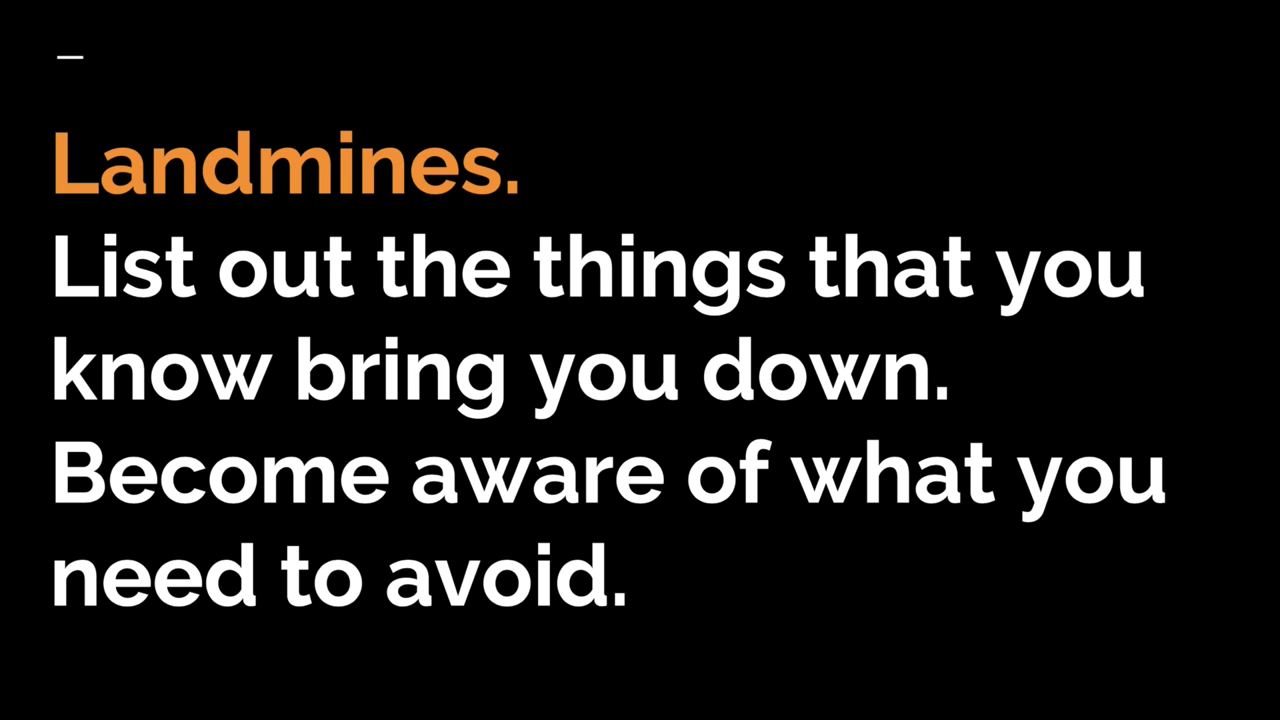 Landmines.
List out the things that you
know bring you down.
Become aware of what you
need to avoid.